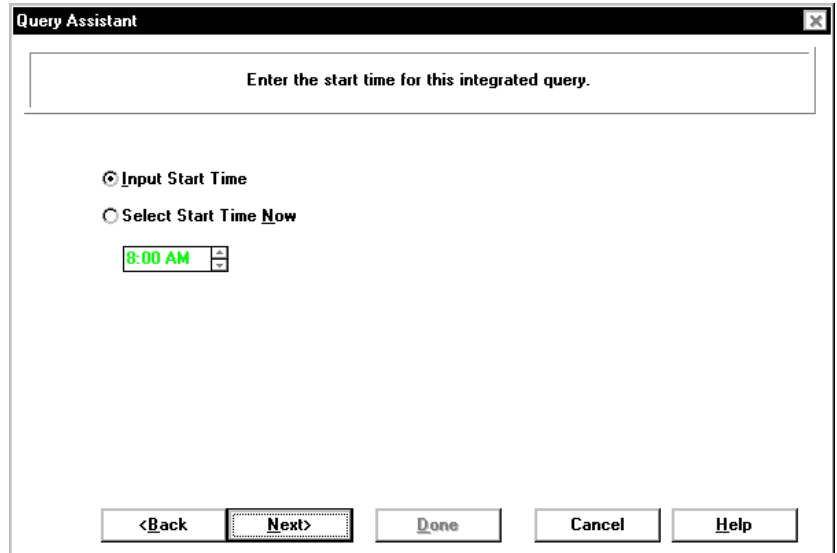 Query Assistant
Enter the start time for this integrated query.
Input Start Time
Select Start Time Now
8:00 AM
<Back Next> Done Cancel Help